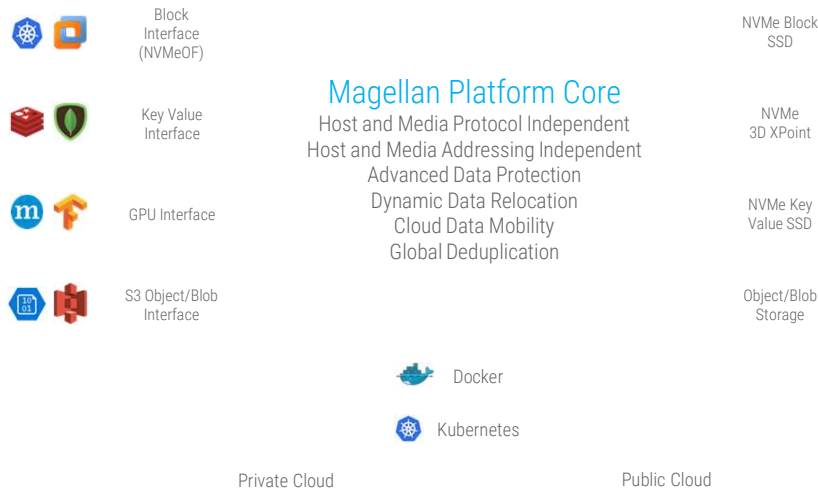 Block
Interface
(NVMeOF)
Key Value
Interface
m
GPU Interface
10
01
S3 Object/Blob
Interface
Magellan Platform Core
Host and Media Protocol Independent
Host and Media Addressing Independent
Advanced Data Protection
Dynamic Data Relocation
Cloud Data Mobility
Global Deduplication
NVMe Block
SSD
NVMe
3D XPoint
NVMe Key
Value SSD
Object/Blob
Storage
Docker
Kubernetes
Private Cloud
Public Cloud